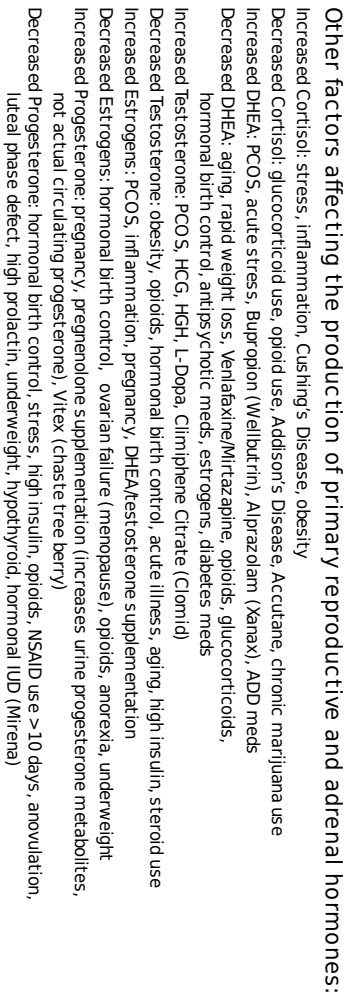 Other factors affecting the production of primary reproductive and adrenal hormones:
Increased Cortisol: stress, inflammation, Cushing's Disease, obesity
Decreased Cortisol: glucocorticoid use, opioid use, Addison's Disease, Accutane, chronic marijuana use
Increased DHEA: PCOS, acute stress, Bupropion (Wellbutrin), Alprazolam (Xanax), ADD meds
Decreased DHEA: aging, rapid weight loss, Venlafaxine/Mirtazapine, opioids, glucocorticoids,
hormonal birth control, antipsychotic meds, estrogens, diabetes meds
Increased Testosterone: PCOS, HCG, HGH, L-Dopa, Climiphene Citrate (Clomid)
Decreased Testosterone: obesity, opioids, hormonal birth control, acute illness, aging, high insulin, steroid use
Increased Estrogens: PCOS, inflammation, pregnancy, DHEA/testosterone supplementation
Decreased Estrogens: hormonal birth control, ovarian failure (menopause), opioids, anorexia, underweight
Increased Progesterone: pregnancy, pregnenolone supplementation (increases urine progesterone metabolites,
not actual circulating progesterone), Vitex (chaste tree berry)
Decreased Progesterone: hormonal birth control, stress, high insulin, opioids, NSAID use >10 days, anovulation,
luteal phase defect, high prolactin, underweight, hypothyroid, hormonal IUD (Mirena)